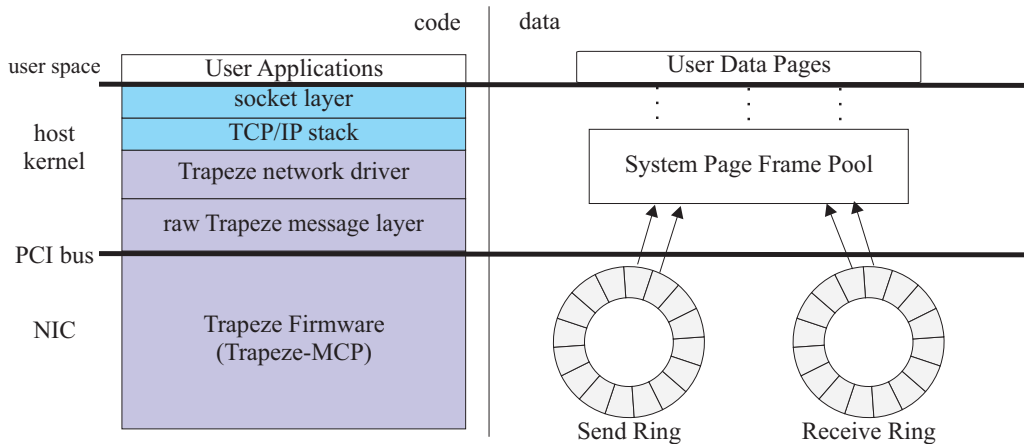 code
data
user space
User Applications
User Data Pages
socket layer
host
kernel
TCP/IP stack
Trapeze network driver
System Page Frame Pool
raw Trapeze message layer
PCI bus
NIC
Trapeze Firmware
(Trapeze-MCP)
Send Ring
Receive Ring